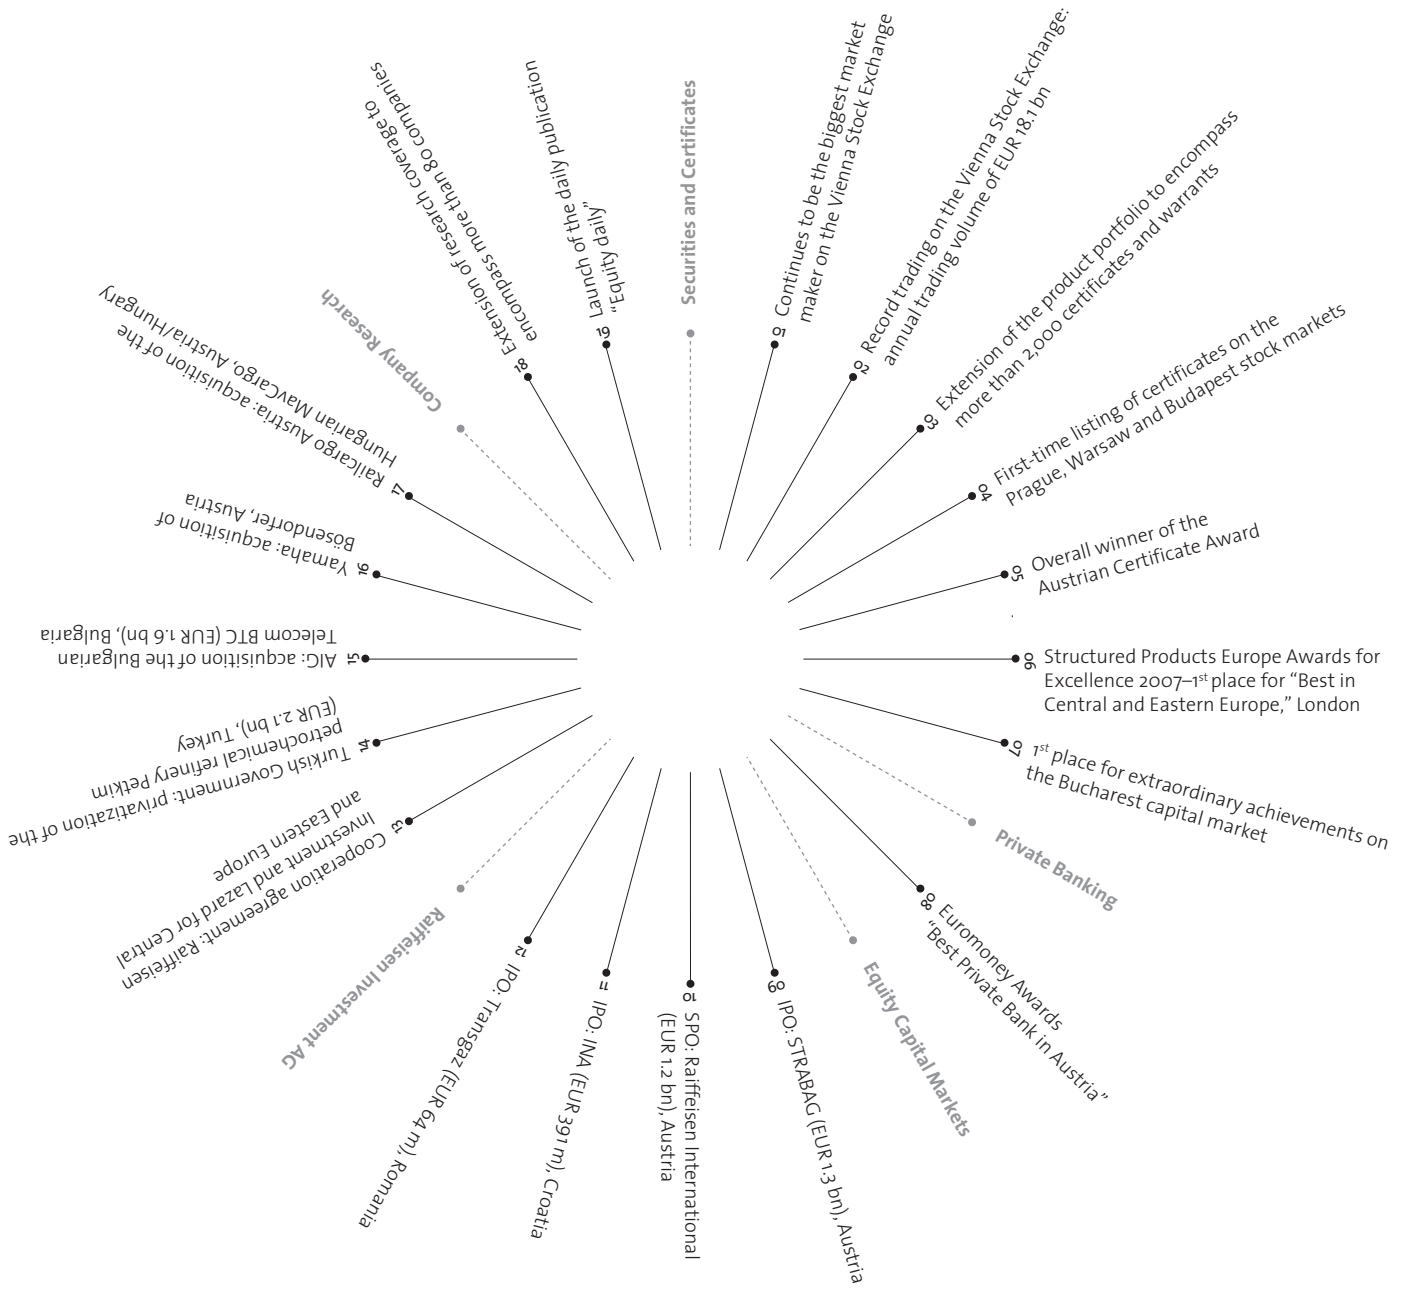 Securities and Certificates
01 Continues to be the biggest market
maker on the Vienna Stock Exchange
02 Record trading on the Vienna Stock Exchange:
annual trading volume of EUR 18.1 bn
03 Extension of the product portfolio to encompass
more than 2,000 certificates and warrants
04 First-time listing of certificates on the
Prague, Warsaw and Budapest stock markets
05 Overall winner of the
Austrian Certificate Award
06 Structured Products Europe Awards for
Excellence 2007–1st place for “Best in
Central and Eastern Europe,” London
07 1st place for extraordinary achievements on
the Bucharest capital market
Private Banking
08 Euromoney Awards
“Best Private Bank in Austria”
Equity Capital Markets
09 IPO: STRABAG (EUR 1.3 bn), Austria
10 SPO: Raiffeisen International
(EUR 1.2 bn), Austria
11 IPO: INA (EUR 391 m), Croatia
12 IPO: Transgaz (EUR 64 m), Romania
Raiffeisen Investment AG
13 Cooperation agreement: Raiffeisen
Investment and Lazard for Central
and Eastern Europe
14 Turkish Government: privatization of the
petrochemical refinery Petkim
(EUR 2.1 bn), Turkey
15 AIG: acquisition of the Bulgarian
Telecom BTC (EUR 1.6 bn), Bulgaria
16 Yamaha: acquisition of
Bösendorfer, Austria
17 Railcargo Austria: acquisition of the
Hungarian MavCargo, Austria/Hungary
Company Research
18 Extension of research coverage to
encompass more than 80 companies
19 Launch of the daily publication
“Equity daily”